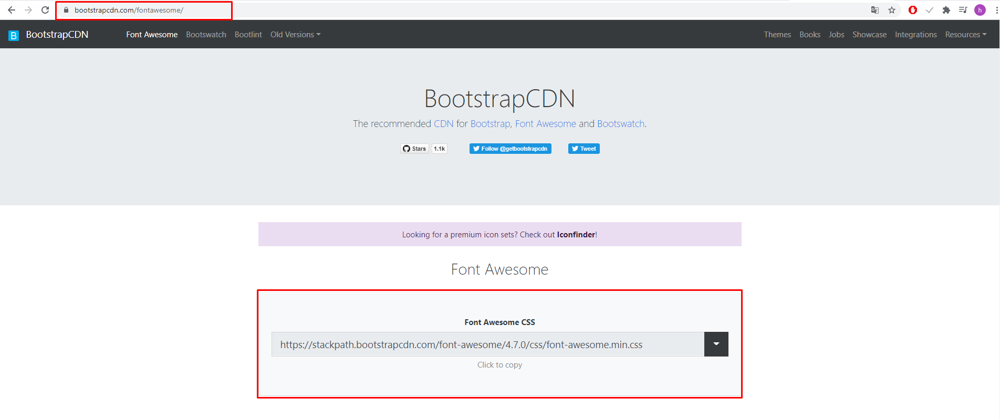 bootstrapcdn.com/fontawesome/
h
B BootstrapCDN Font Awesome Bootswatch Bootlint Old Versions Themes Books Jobs Showcase Integrations Resources
BootstrapCDN
The recommended CDN for Bootstrap, Font Awesome and Bootswatch.
Stars 1.1k Follow @getbootstrapcdn Tweet
Looking for a premium icon sets? Check out Iconfinder!
Font Awesome
Font Awesome CSS
https://stackpath.bootstrapcdn.com/font-awesome/4.7.0/css/font-awesome.min.css
Click to copy